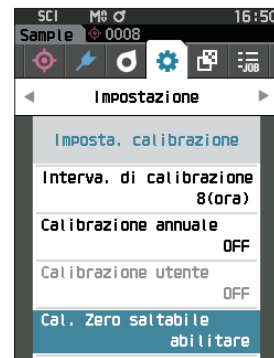 SCI M 16:50
Sample 0008
-JOB
Impostazione
Imposta. calibrazione
Interva. di calibrazione
8(ora)
Calibrazione annuale
OFF
Calibrazione utente
OFF
Cal. Zero saltabile
abilitare